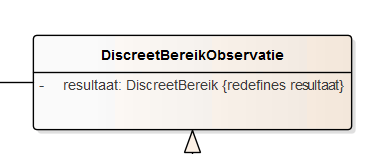 DiscreetBereikObservatie
- resultaat: DiscreetBereik {redefines resultaat}